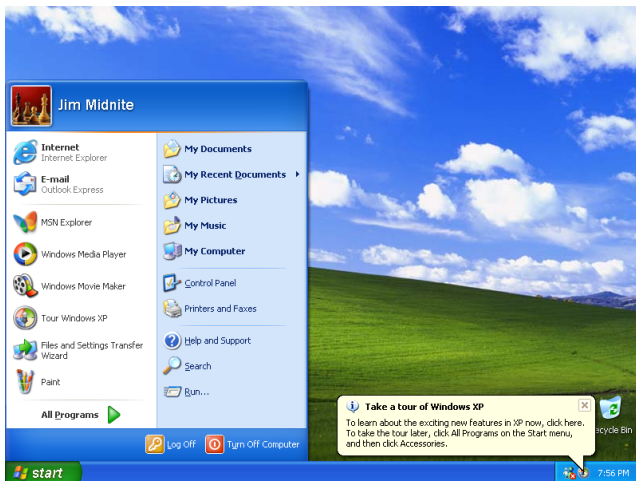 Jim Midnite
Internet
Internet Explorer
E-mail
Outlook Express
MSN Explorer
Windows Media Player
Windows Movie Maker
Tour Windows XP
Files and Settings Transfer
Wizard
Paint
All Programs
My Documents
My Recent Documents
My Pictures
My Music
My Computer
Control Panel
Printers and Faxes
Help and Support
Search
Run...
Log Off
Turn Off Computer
Take a tour of Windows XP
To learn about the exciting new features in XP now, click here.
To take the tour later, click All Programs on the Start menu,
and then click Accessories.
ecycle Bin
start
7:56 PM